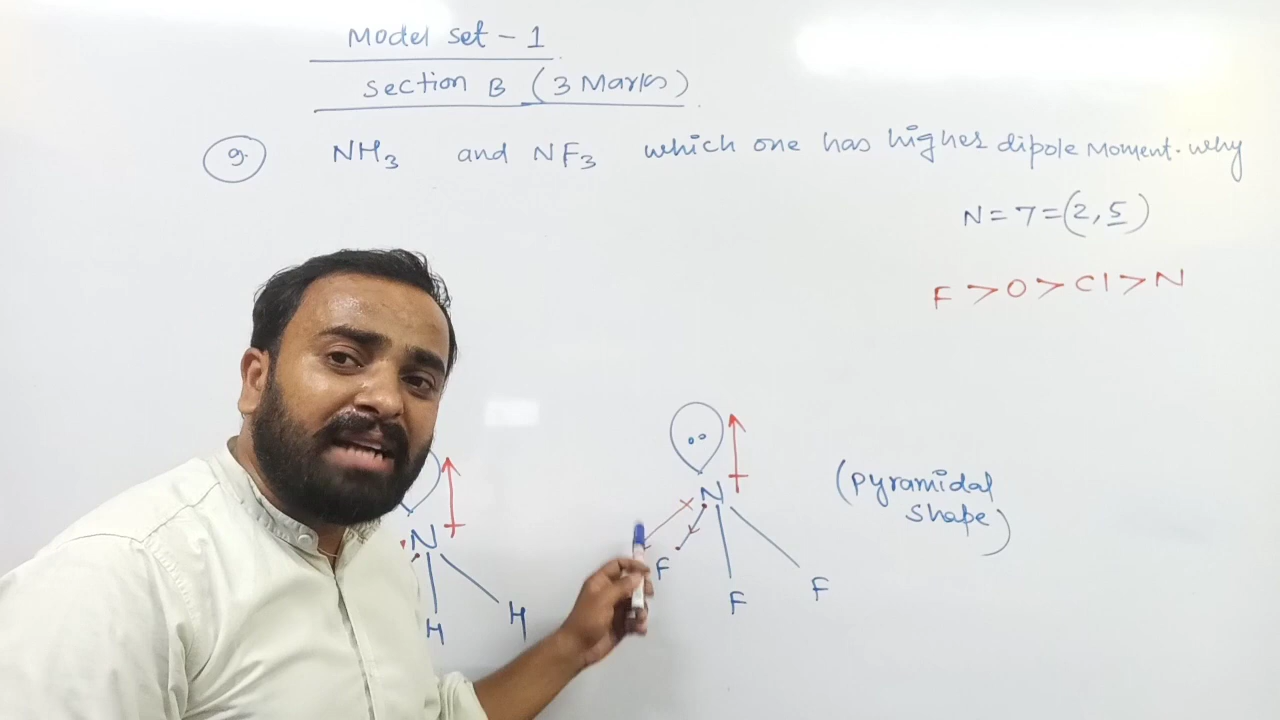 Model set - 1
Section B (3 Marks)
9. NH3 and NF3 which one has higher dipole Moment. why
N = 7 = (2, 5)
F > O > Cl > N
N
H
H
N
F
F
F
(pyramidal
shape)